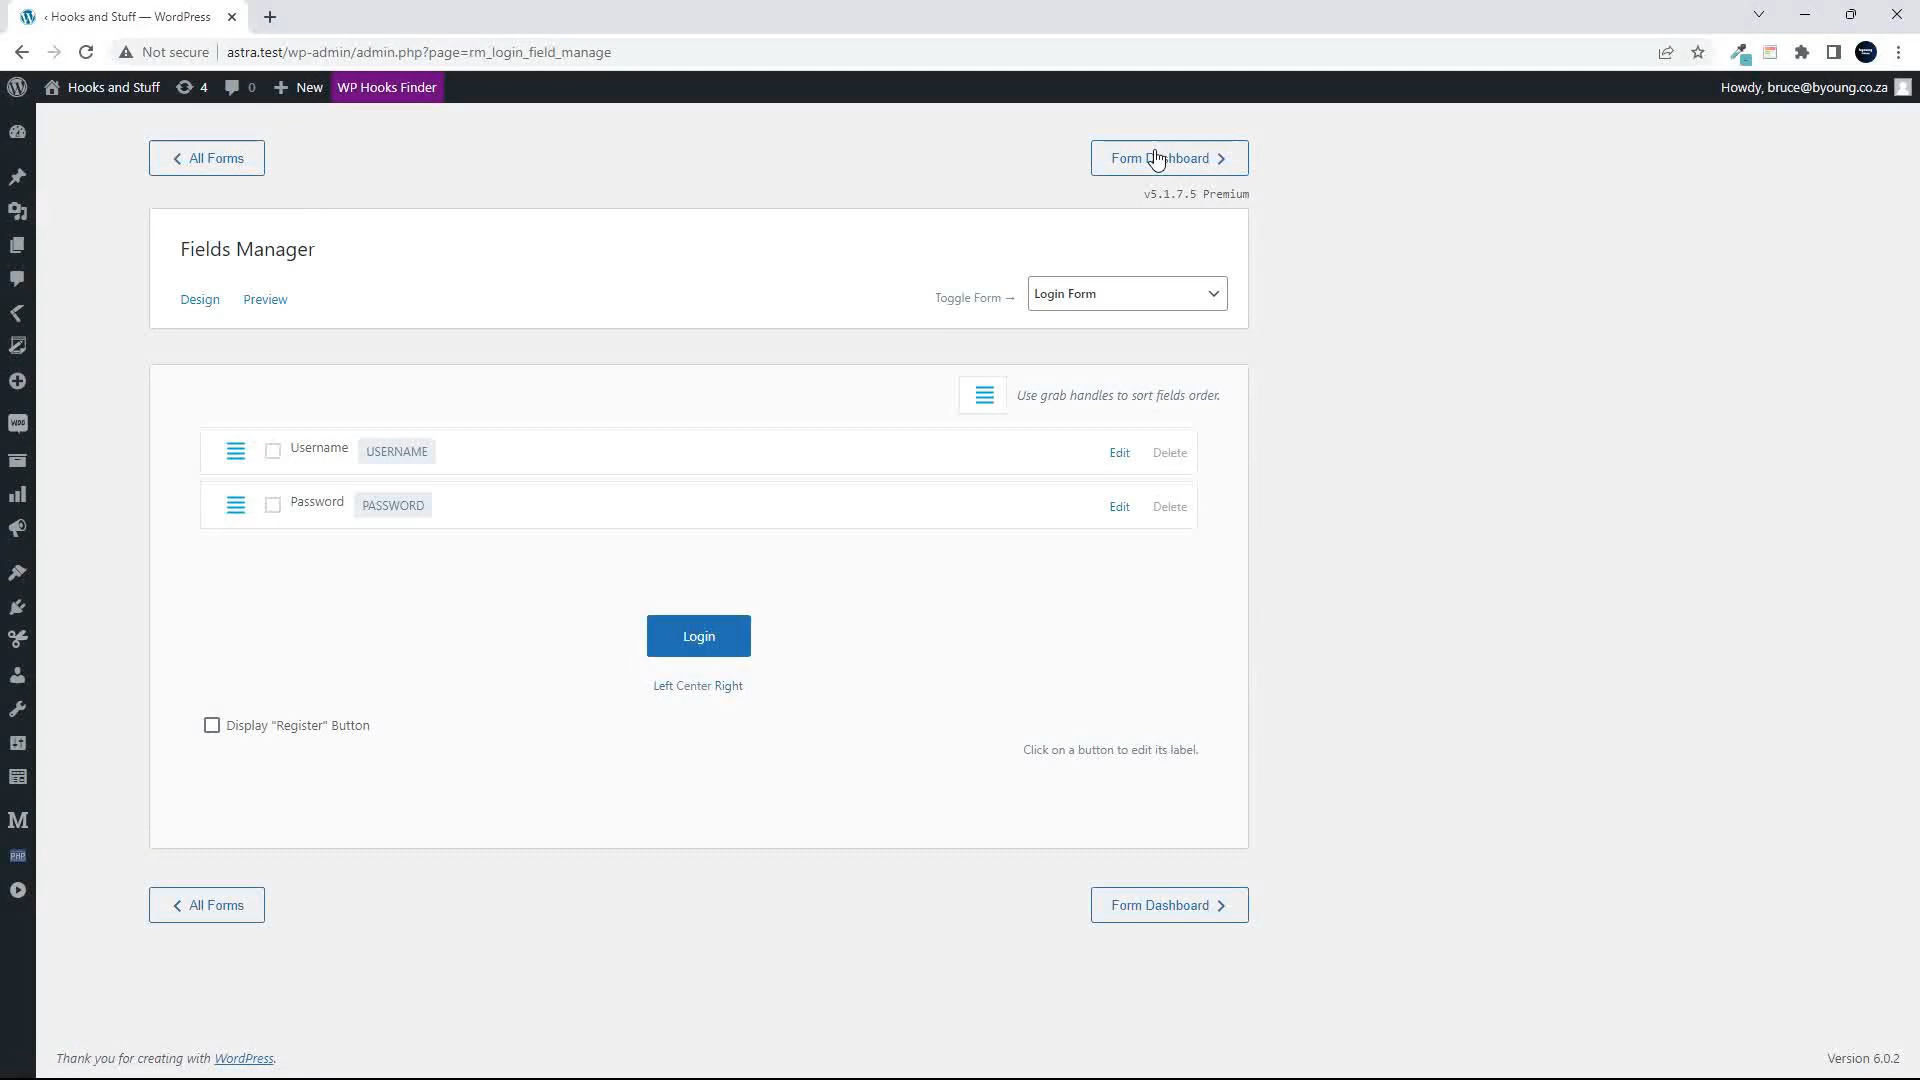 ‹ Hooks and Stuff — WordPress
Not secure astra.test/wp-admin/admin.php?page=rm_login_field_manage
Hooks and Stuff 4 0 New WP Hooks Finder Howdy, bruce@byoung.co.za
All Forms Form Dashboard
v5.1.7.5 Premium
Fields Manager
Design Preview Toggle Form → Login Form
Use grab handles to sort fields order.
Username USERNAME Edit Delete
Password PASSWORD Edit Delete
Login
Left Center Right
Display "Register" Button
Click on a button to edit its label.
All Forms Form Dashboard
Thank you for creating with WordPress. Version 6.0.2
WOO
M
PHP